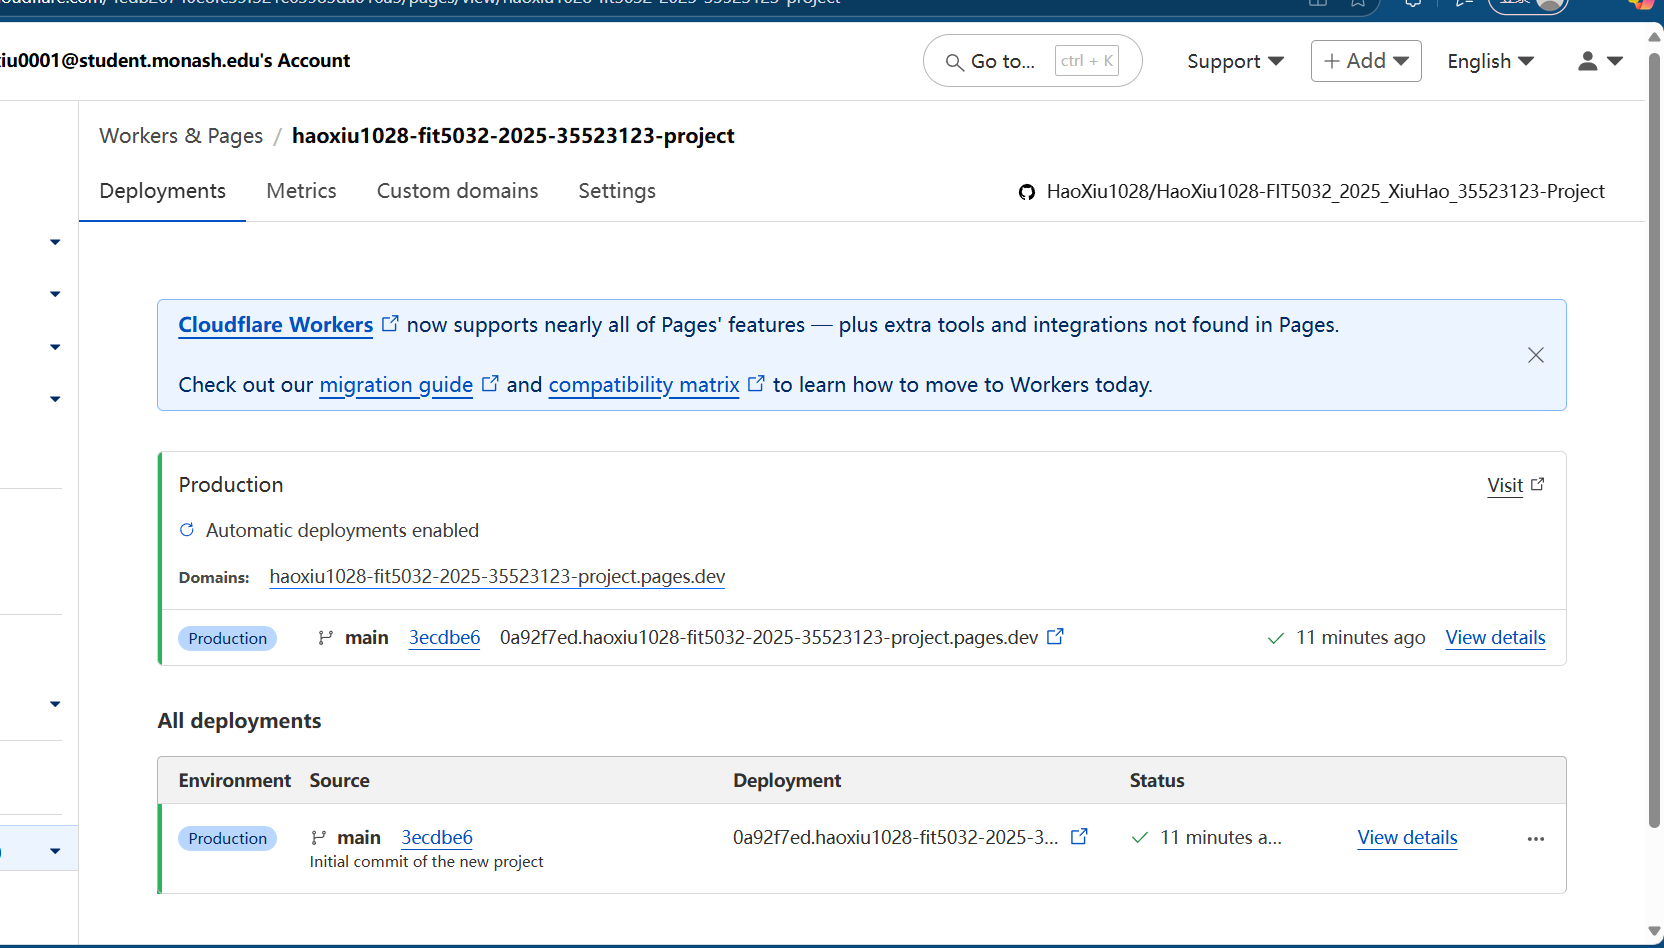 iu0001@student.monash.edu's Account
Go to... ctrl + K
Support
+ Add
English
Workers & Pages / haoxiu1028-fit5032-2025-35523123-project
Deployments Metrics Custom domains Settings
HaoXiu1028/HaoXiu1028-FIT5032_2025_XiuHao_35523123-Project
Cloudflare Workers now supports nearly all of Pages' features — plus extra tools and integrations not found in Pages.
Check out our migration guide and compatibility matrix to learn how to move to Workers today.
Production
Visit
Automatic deployments enabled
Domains: haoxiu1028-fit5032-2025-35523123-project.pages.dev
Production main 3ecdbe6 0a92f7ed.haoxiu1028-fit5032-2025-35523123-project.pages.dev 11 minutes ago View details
All deployments
Environment Source Deployment Status
Production main 3ecdbe6 0a92f7ed.haoxiu1028-fit5032-2025-3... 11 minutes a... View details
Initial commit of the new project